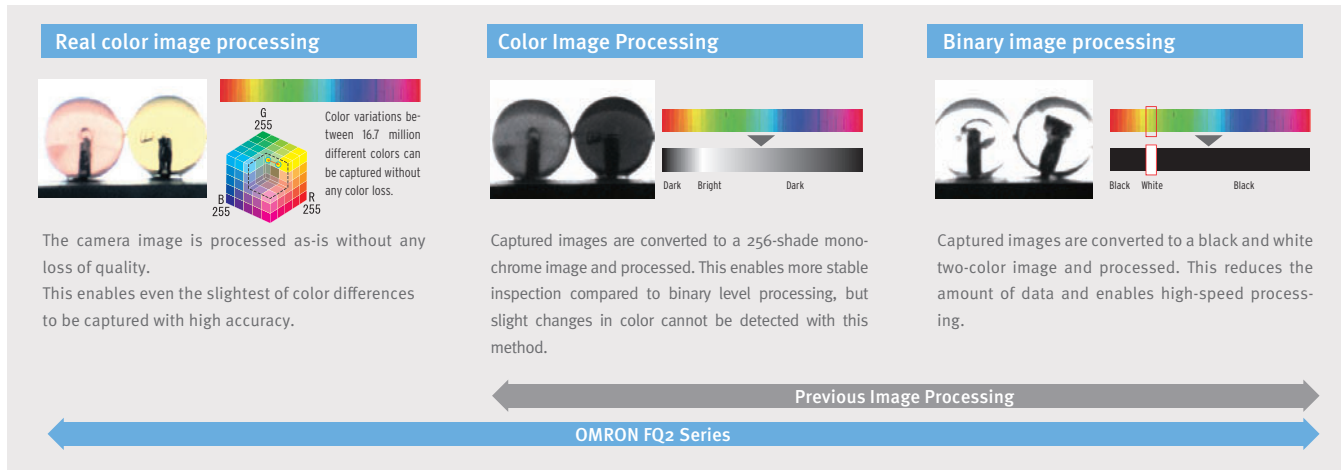 Real color image processing
G
255
B
255
R
255
Color variations be-
tween 16.7 million
different colors can
be captured without
any color loss.
The camera image is processed as-is without any
loss of quality.
This enables even the slightest of color differences
to be captured with high accuracy.
Color Image Processing
Dark Bright Dark
Captured images are converted to a 256-shade mono-
chrome image and processed. This enables more stable
inspection compared to binary level processing, but
slight changes in color cannot be detected with this
method.
Binary image processing
Black White Black
Captured images are converted to a black and white
two-color image and processed. This reduces the
amount of data and enables high-speed process-
ing.
Previous Image Processing
OMRON FQ2 Series